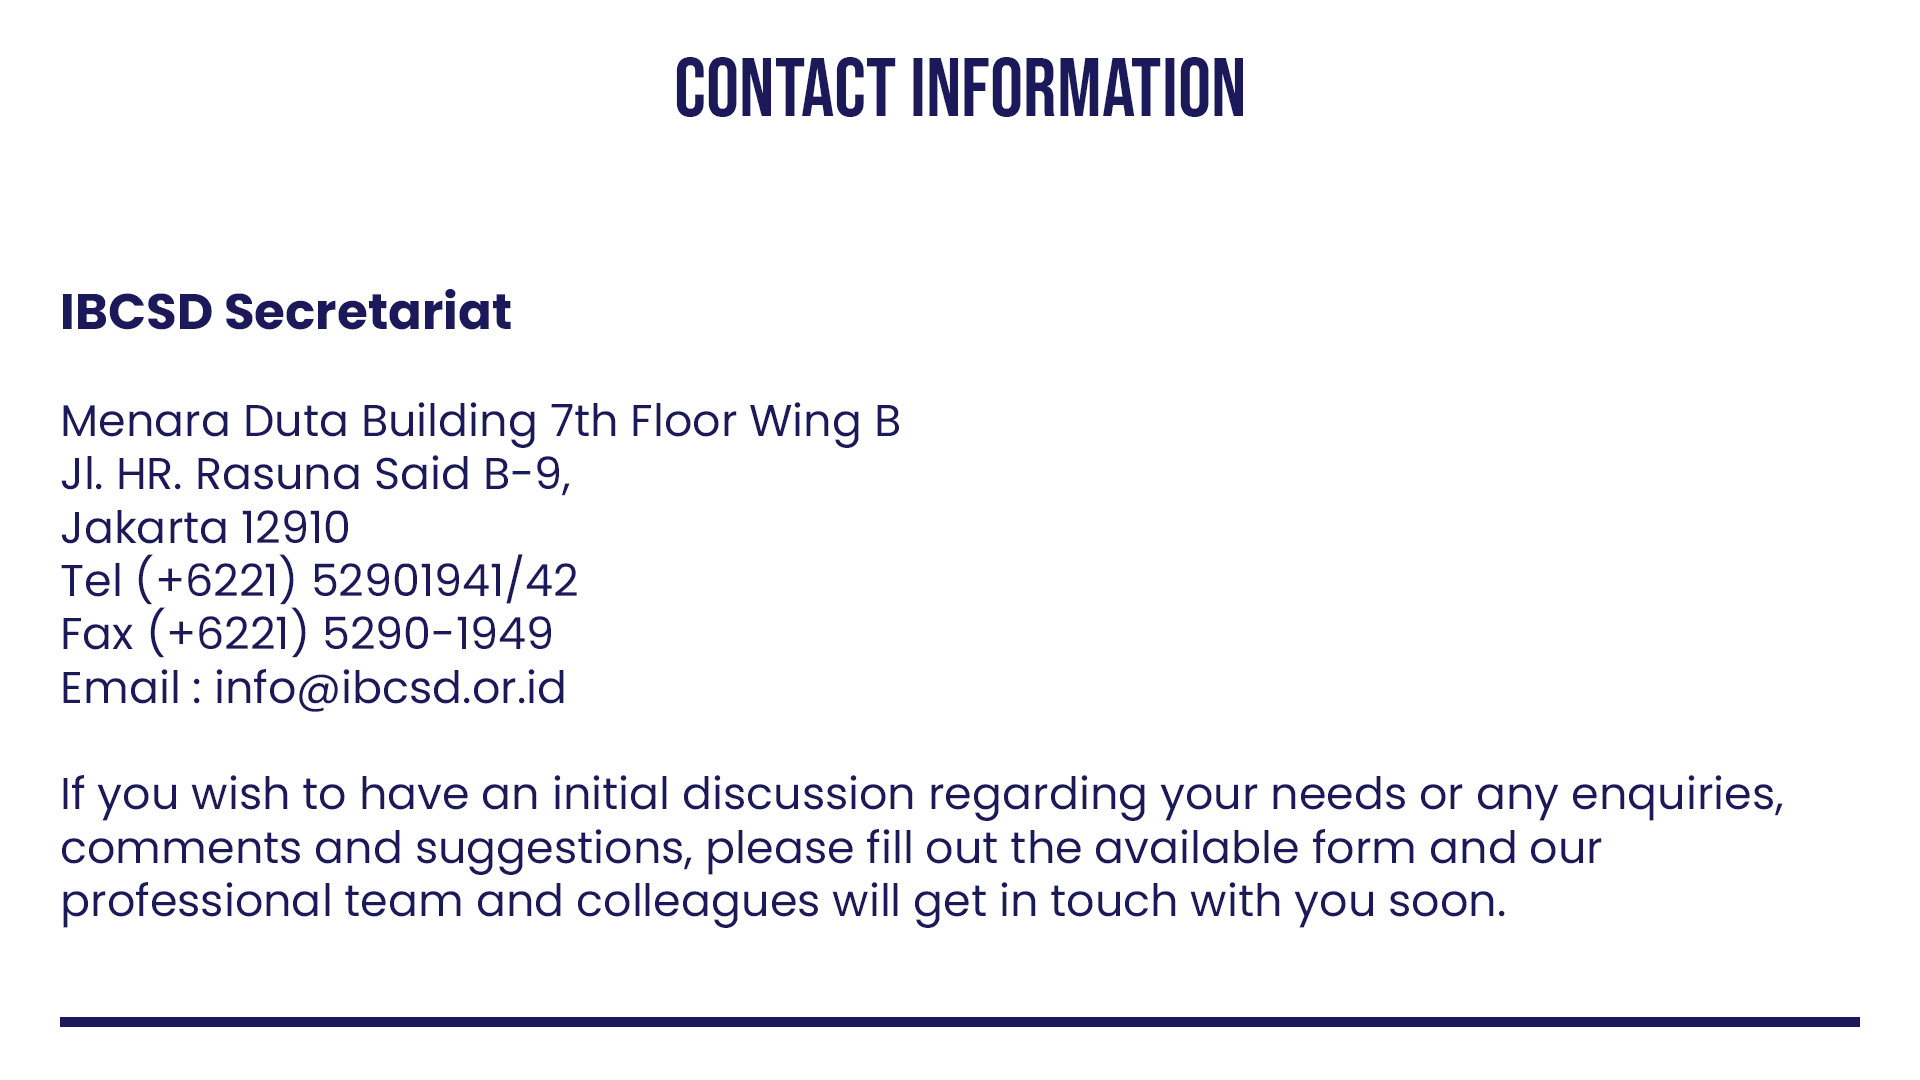 CONTACT INFORMATION
IBCSD Secretariat
Menara Duta Building 7th Floor Wing B
Jl. HR. Rasuna Said B-9,
Jakarta 12910
Tel (+6221) 52901941/42
Fax (+6221) 5290-1949
Email : info@ibcsd.or.id
If you wish to have an initial discussion regarding your needs or any enquiries,
comments and suggestions, please fill out the available form and our
professional team and colleagues will get in touch with you soon.